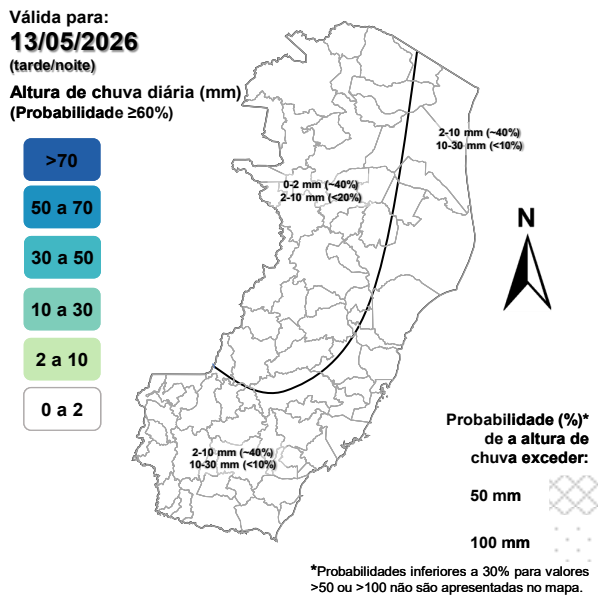 Válida para:
13/05/2026
(tarde/noite)
Altura de chuva diária (mm)
(Probabilidade ≥60%)
>70
50 a 70
30 a 50
10 a 30
2 a 10
0 a 2
2-10 mm (~40%)
10-30 mm (<10%)
0-2 mm (~40%)
2-10 mm (<20%)
N
2-10 mm (~40%)
10-30 mm (<10%)
Probabilidade (%)*
de a altura de
chuva exceder:
50 mm
100 mm
*Probabilidades inferiores a 30% para valores
>50 ou >100 não são apresentadas no mapa.